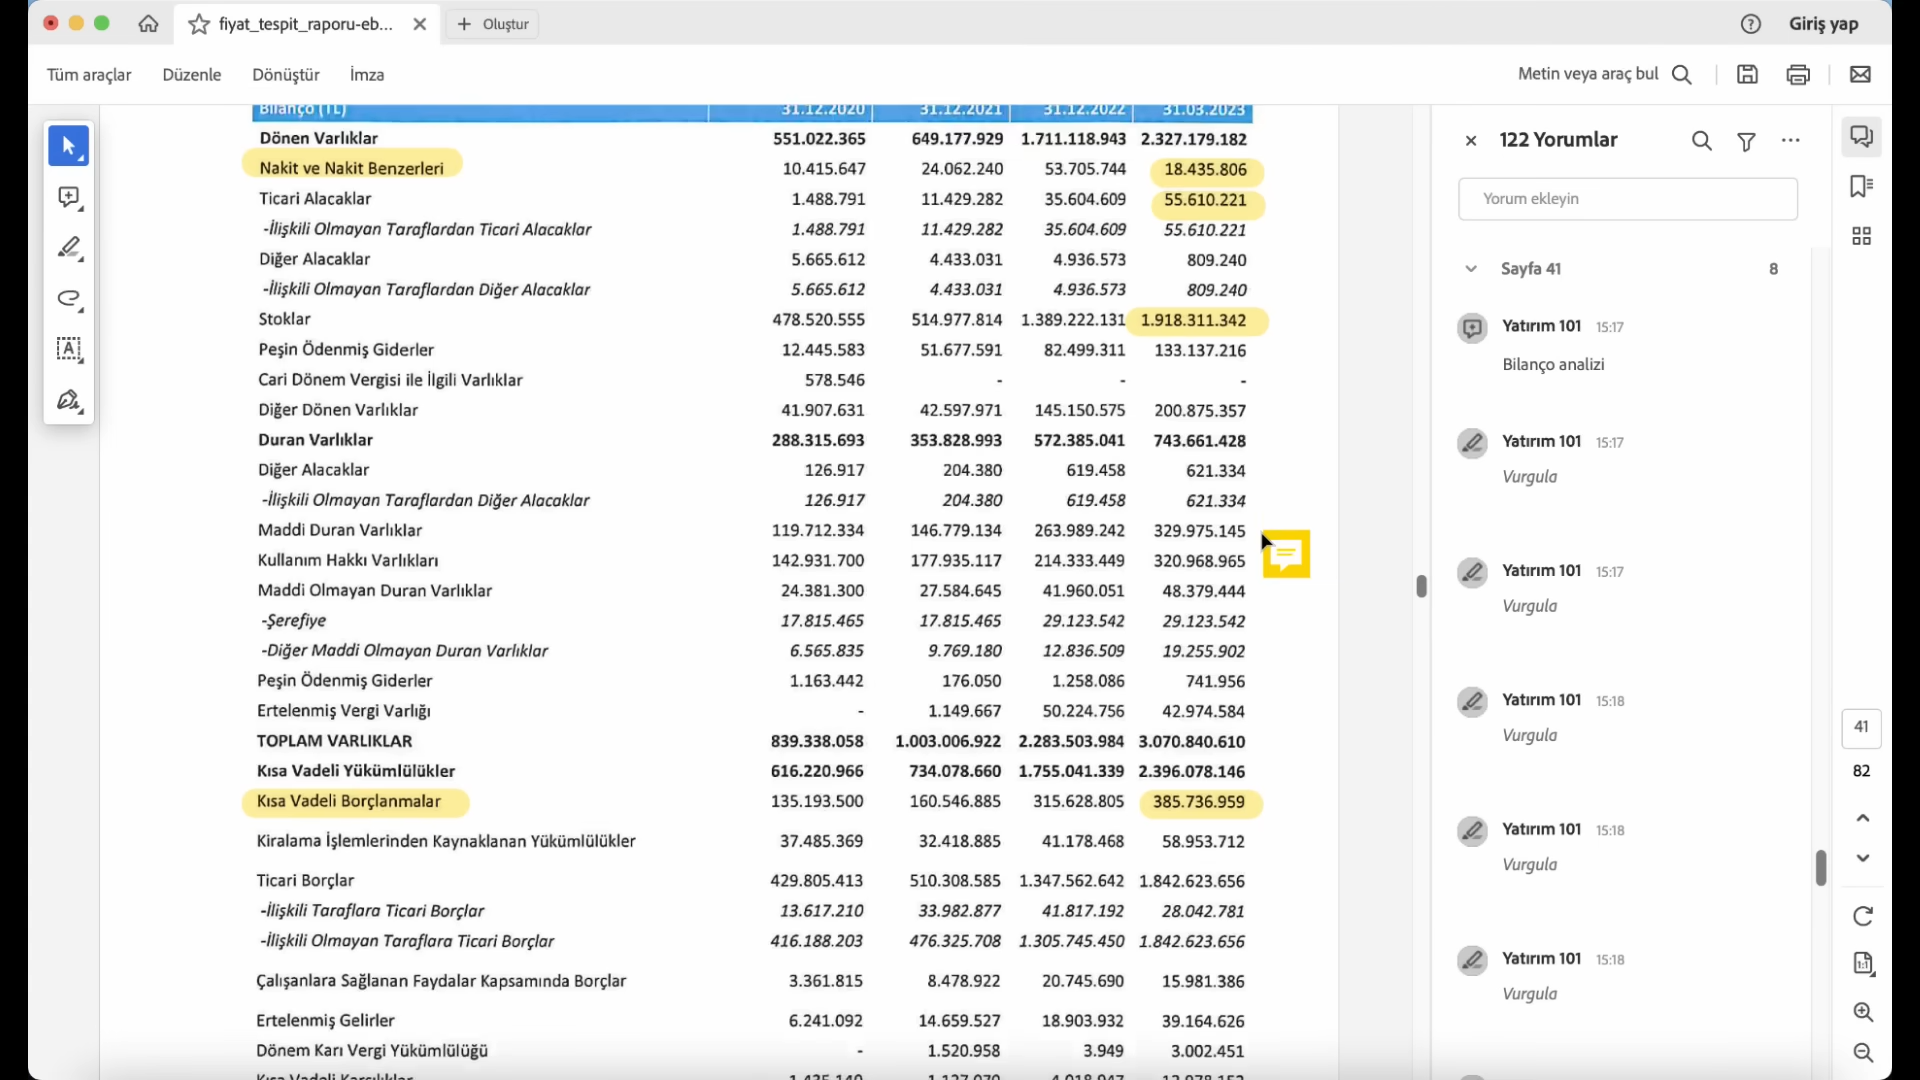 fiyat_tespit_raporu-eb...
Oluştur
Giriş yap
Tüm araçlar Düzenle Dönüştür İmza
Metin veya araç bul
Bilanço (TL) 31.12.2020 31.12.2021 31.12.2022 31.03.2023
Dönen Varlıklar 551.022.365 649.177.929 1.711.118.943 2.327.179.182
Nakit ve Nakit Benzerleri 10.415.647 24.062.240 53.705.744 18.435.806
Ticari Alacaklar 1.488.791 11.429.282 35.604.609 55.610.221
-İlişkili Olmayan Taraflardan Ticari Alacaklar 1.488.791 11.429.282 35.604.609 55.610.221
Diğer Alacaklar 5.665.612 4.433.031 4.936.573 809.240
-İlişkili Olmayan Taraflardan Diğer Alacaklar 5.665.612 4.433.031 4.936.573 809.240
Stoklar 478.520.555 514.977.814 1.389.222.131 1.918.311.342
Peşin Ödenmiş Giderler 12.445.583 51.677.591 82.499.311 133.137.216
Cari Dönem Vergisi ile İlgili Varlıklar 578.546 - - -
Diğer Dönen Varlıklar 41.907.631 42.597.971 145.150.575 200.875.357
Duran Varlıklar 288.315.693 353.828.993 572.385.041 743.661.428
Diğer Alacaklar 126.917 204.380 619.458 621.334
-İlişkili Olmayan Taraflardan Diğer Alacaklar 126.917 204.380 619.458 621.334
Maddi Duran Varlıklar 119.712.334 146.779.134 263.989.242 329.975.145
Kullanım Hakkı Varlıkları 142.931.700 177.935.117 214.333.449 320.968.965
Maddi Olmayan Duran Varlıklar 24.381.300 27.584.645 41.960.051 48.379.444
-Şerefiye 17.815.465 17.815.465 29.123.542 29.123.542
-Diğer Maddi Olmayan Duran Varlıklar 6.565.835 9.769.180 12.836.509 19.255.902
Peşin Ödenmiş Giderler 1.163.442 176.050 1.258.086 741.956
Ertelenmiş Vergi Varlığı - 1.149.667 50.224.756 42.974.584
TOPLAM VARLIKLAR 839.338.058 1.003.006.922 2.283.503.984 3.070.840.610
Kısa Vadeli Yükümlülükler 616.220.966 734.078.660 1.755.041.339 2.396.078.146
Kısa Vadeli Borçlanmalar 135.193.500 160.546.885 315.628.805 385.736.959
Kiralama İşlemlerinden Kaynaklanan Yükümlülükler 37.485.369 32.418.885 41.178.468 58.953.712
Ticari Borçlar 429.805.413 510.308.585 1.347.562.642 1.842.623.656
-İlişkili Taraflara Ticari Borçlar 13.617.210 33.982.877 41.817.192 28.042.781
-İlişkili Olmayan Taraflara Ticari Borçlar 416.188.203 476.325.708 1.305.745.450 1.842.623.656
Çalışanlara Sağlanan Faydalar Kapsamında Borçlar 3.361.815 8.478.922 20.745.690 15.981.386
Ertelenmiş Gelirler 6.241.092 14.659.527 18.903.932 39.164.626
Dönem Karı Vergi Yükümlülüğü - 1.520.958 3.949 3.002.451
Kısa Vadeli Karşılıklar
122 Yorumlar
Yorum ekleyin
Sayfa 41 8
Yatırım 101 15:17
Bilanço analizi
Yatırım 101 15:17
Vurgula
Yatırım 101 15:17
Vurgula
Yatırım 101 15:18
Vurgula
Yatırım 101 15:18
Vurgula
Yatırım 101 15:18
Vurgula
41
82
1:1